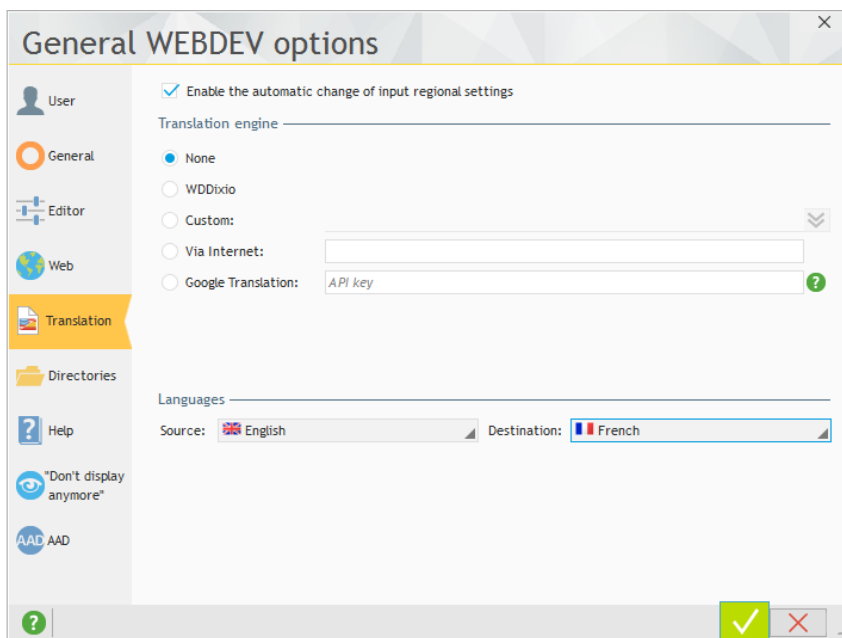 General WEBDEV options
User
General
Editor
Web
Translation
Directories
Help
"Don't display
anymore"
AAD AAD
Enable the automatic change of input regional settings
Translation engine
None
WDDixio
Custom:
Via Internet:
Google Translation: API key ?
Languages
Source: English Destination: French
?